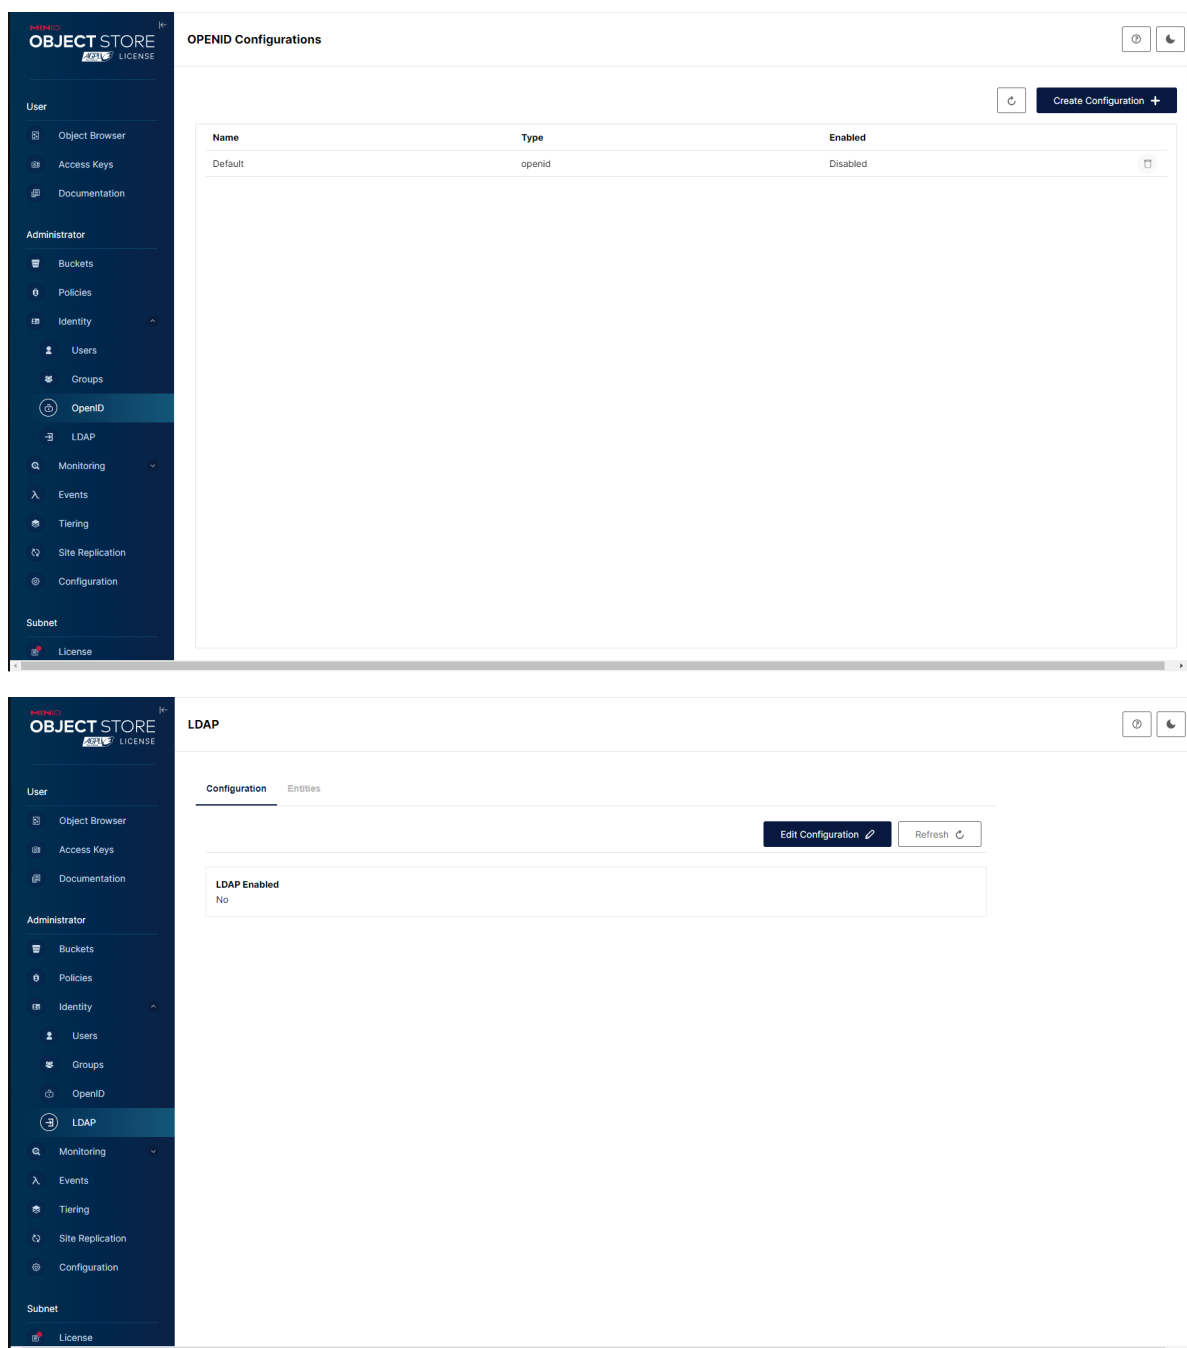 MINIO
OBJECT STORE
AGPLv3 LICENSE
OPENID Configurations
User
Object Browser
Access Keys
Documentation
Administrator
Buckets
Policies
Identity
Users
Groups
OpenID
LDAP
Monitoring
Events
Tiering
Site Replication
Configuration
Subnet
License
Create Configuration
Name Type Enabled
Default openid Disabled
MINIO
OBJECT STORE
AGPLv3 LICENSE
LDAP
User
Object Browser
Access Keys
Documentation
Administrator
Buckets
Policies
Identity
Users
Groups
OpenID
LDAP
Monitoring
Events
Tiering
Site Replication
Configuration
Subnet
License
Configuration Entities
Edit Configuration Refresh
LDAP Enabled
No